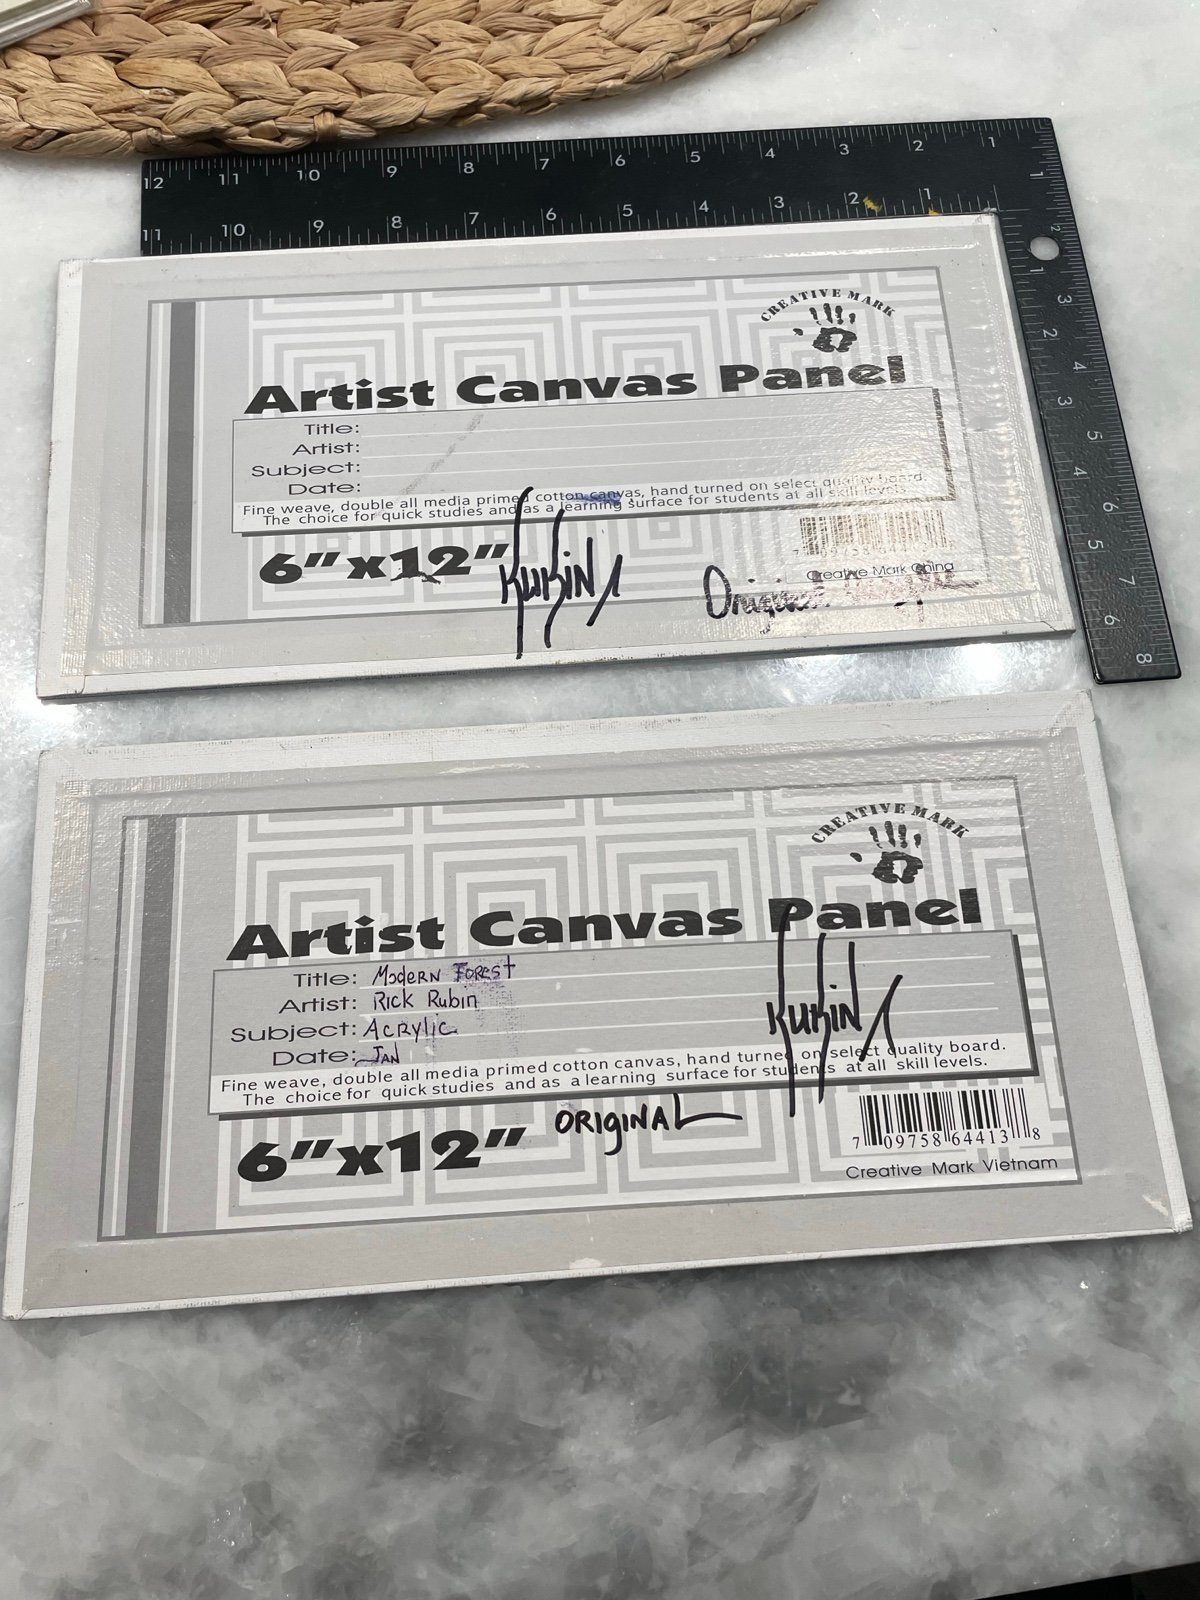 12 11 10 9 8 7 6 5 4 3 2 1
11 10 9 8 7 6 5 4 3 2 1
1 2 3 4 5 6 7 8
1 2 3 4 5 6
CREATIVE MARK
Artist Canvas Panel
Title:
Artist:
Subject:
Date:
Fine weave, double all media primed cotton canvas, hand turned on select quality board.
The choice for quick studies and as a learning surface for students at all skill levels.
6"x12"
Creative Mark China
Original
CREATIVE MARK
Artist Canvas Panel
Title: Modern Forest
Artist: Rick Rubin
Subject: Acrylic
Date: Jan
Fine weave, double all media primed cotton canvas, hand turned on select quality board.
The choice for quick studies and as a learning surface for students at all skill levels.
6"x12"
ORIGINAL
7 09758 64413 8
Creative Mark Vietnam